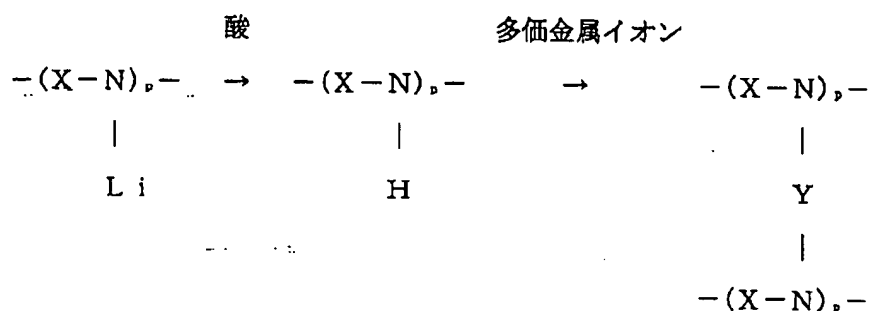 酸 多価金属イオン
−(X−N)ₚ− → −(X−N)ₚ− → −(X−N)ₚ−
| | |
Li H Y
|
−(X−N)ₚ−